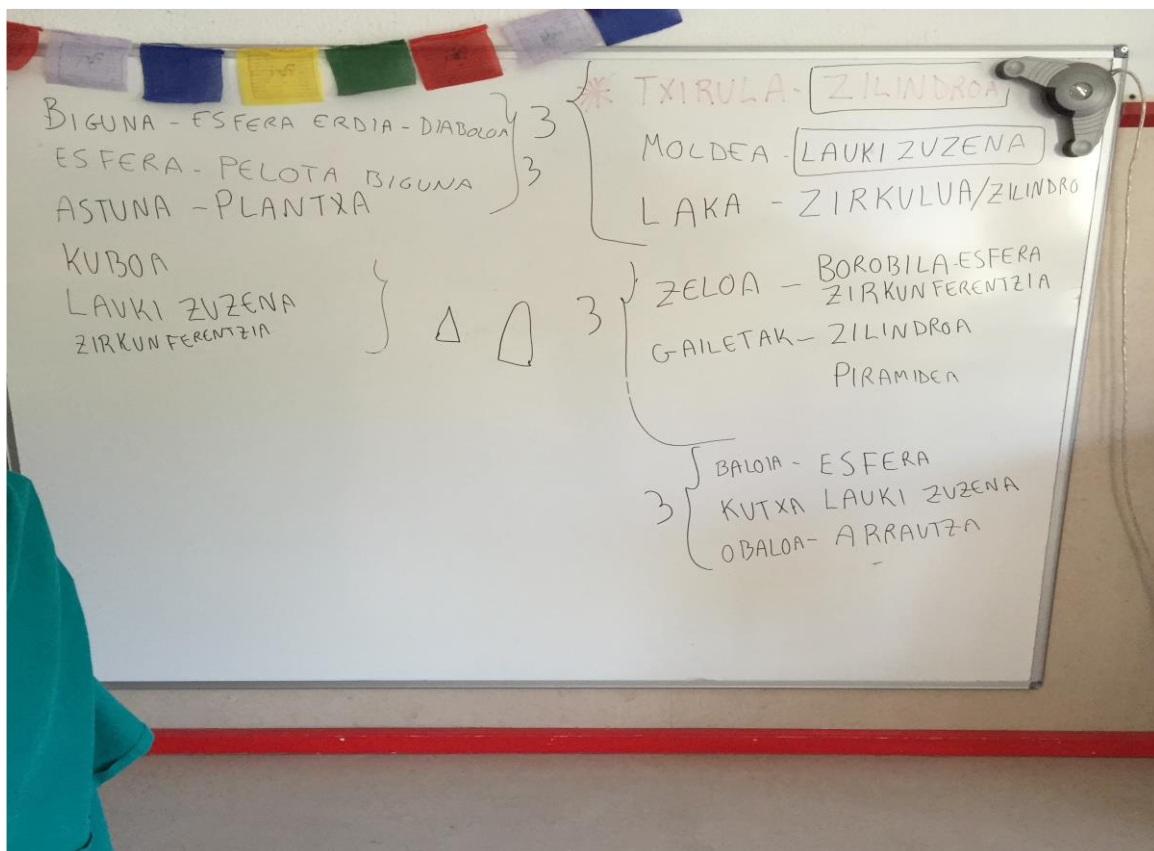 BIGUNA - ESFERA ERDIA - DIABOLOA } 3
ESFERA - PELOTA BIGUNA } 3
ASTUNA - PLANTXA
KUBOA
LAUKI ZUZENA
ZIRKUNFERENTZIA
* TXIRULA - ZILINDROA
MOLDEA - LAUKI ZUZENA
LAKA - ZIRKULUA/ZILINDRO
3 { ZELOA - BOROBILA-ESFERA
ZIRKUNFERENTZIA
GAILETAK - ZILINDROA
PIRAMIDEA
3 { BALOIA - ESFERA
KUTXA LAUKI ZUZENA
OBALOA - ARRAUTZA